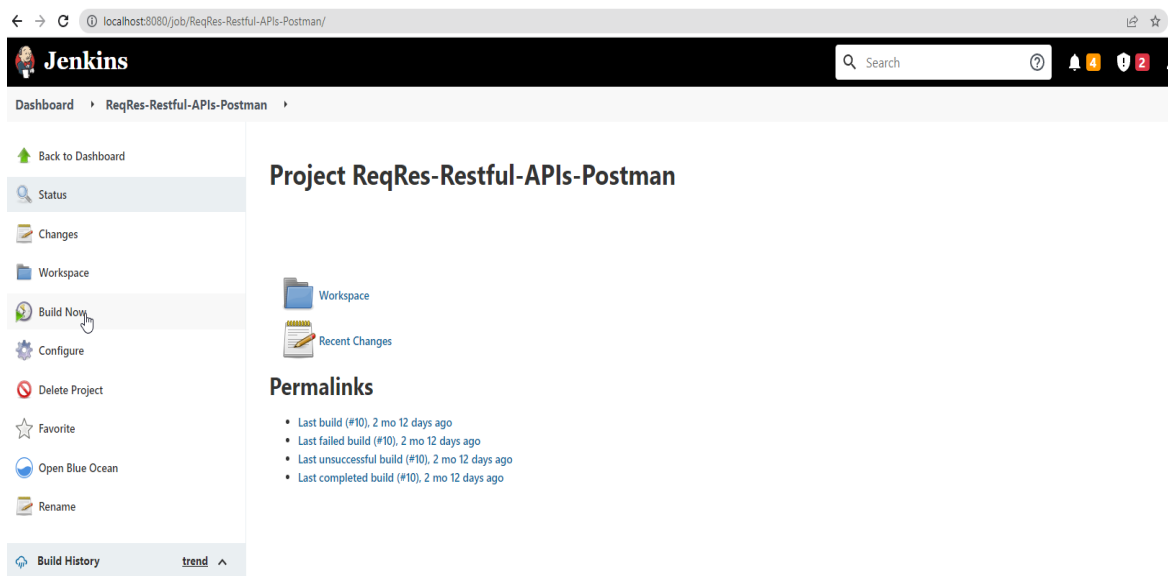 localhost:8080/job/ReqRes-Restful-APIs-Postman/
Jenkins
Search
4
2
Dashboard
ReqRes-Restful-APIs-Postman
Back to Dashboard
Status
Changes
Workspace
Build Now
Configure
Delete Project
Favorite
Open Blue Ocean
Rename
Build History trend
Project ReqRes-Restful-APIs-Postman
Workspace
Recent Changes
Permalinks
Last build (#10), 2 mo 12 days ago
Last failed build (#10), 2 mo 12 days ago
Last unsuccessful build (#10), 2 mo 12 days ago
Last completed build (#10), 2 mo 12 days ago